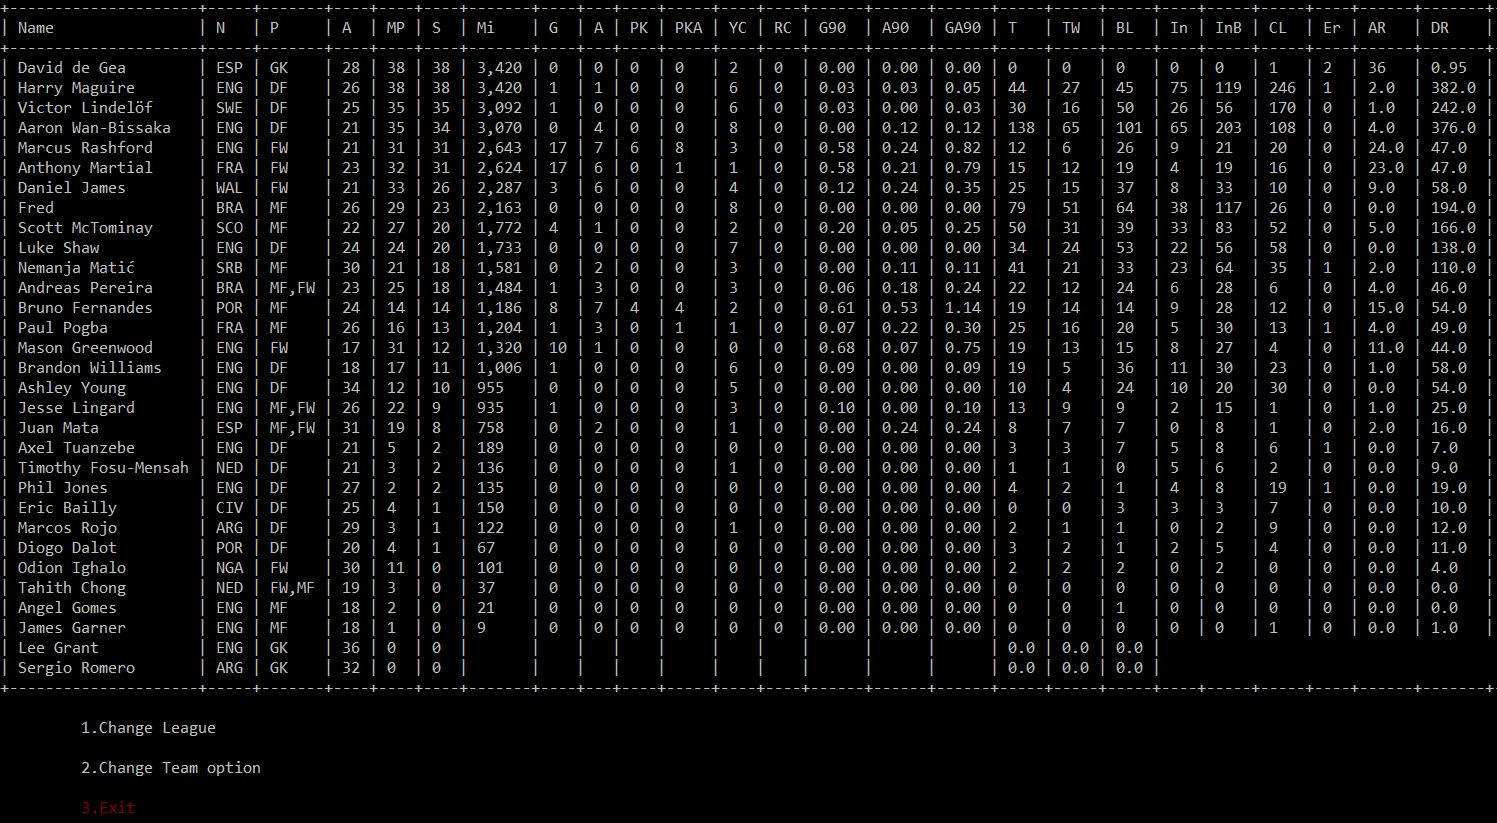 | Name | N | P | A | MP | S | Mi | G | A | PK | PKA | YC | RC | G90 | A90 | GA90 | T | TW | BL | In | InB | CL | Er | AR | DR |
| David de Gea | ESP | GK | 28 | 38 | 38 | 3,420 | 0 | 0 | 0 | 0 | 2 | 0 | 0.00 | 0.00 | 0.00 | 0 | 0 | 0 | 0 | 0 | 1 | 2 | 36 | 0.95 |
| Harry Maguire | ENG | DF | 26 | 38 | 38 | 3,420 | 1 | 1 | 0 | 0 | 6 | 0 | 0.03 | 0.03 | 0.05 | 44 | 27 | 45 | 75 | 119 | 246 | 1 | 2.0 | 382.0 |
| Victor Lindelöf | SWE | DF | 25 | 35 | 35 | 3,092 | 1 | 0 | 0 | 0 | 6 | 0 | 0.03 | 0.00 | 0.03 | 30 | 16 | 50 | 26 | 56 | 170 | 0 | 1.0 | 242.0 |
| Aaron Wan-Bissaka | ENG | DF | 21 | 35 | 34 | 3,070 | 0 | 4 | 0 | 0 | 8 | 0 | 0.00 | 0.12 | 0.12 | 138 | 65 | 101 | 65 | 203 | 108 | 0 | 4.0 | 376.0 |
| Marcus Rashford | ENG | FW | 21 | 31 | 31 | 2,643 | 17 | 7 | 6 | 8 | 3 | 0 | 0.58 | 0.24 | 0.82 | 12 | 6 | 26 | 9 | 21 | 20 | 0 | 24.0 | 47.0 |
| Anthony Martial | FRA | FW | 23 | 32 | 31 | 2,624 | 17 | 6 | 0 | 1 | 1 | 0 | 0.58 | 0.21 | 0.79 | 15 | 12 | 19 | 4 | 19 | 16 | 0 | 23.0 | 47.0 |
| Daniel James | WAL | FW | 21 | 33 | 26 | 2,287 | 3 | 6 | 0 | 0 | 4 | 0 | 0.12 | 0.24 | 0.35 | 25 | 15 | 37 | 8 | 33 | 10 | 0 | 9.0 | 58.0 |
| Fred | BRA | MF | 26 | 29 | 23 | 2,163 | 0 | 0 | 0 | 0 | 8 | 0 | 0.00 | 0.00 | 0.00 | 79 | 51 | 64 | 38 | 117 | 26 | 0 | 0.0 | 194.0 |
| Scott McTominay | SCO | MF | 22 | 27 | 20 | 1,772 | 4 | 1 | 0 | 0 | 2 | 0 | 0.20 | 0.05 | 0.25 | 50 | 31 | 39 | 33 | 83 | 52 | 0 | 5.0 | 166.0 |
| Luke Shaw | ENG | DF | 24 | 24 | 20 | 1,733 | 0 | 0 | 0 | 0 | 7 | 0 | 0.00 | 0.00 | 0.00 | 34 | 24 | 53 | 22 | 56 | 58 | 0 | 0.0 | 138.0 |
| Nemanja Matić | SRB | MF | 30 | 21 | 18 | 1,581 | 0 | 2 | 0 | 0 | 3 | 0 | 0.00 | 0.11 | 0.11 | 41 | 21 | 33 | 23 | 64 | 35 | 1 | 2.0 | 110.0 |
| Andreas Pereira | BRA | MF,FW | 23 | 25 | 18 | 1,484 | 1 | 3 | 0 | 0 | 3 | 0 | 0.06 | 0.18 | 0.24 | 22 | 12 | 24 | 6 | 28 | 6 | 0 | 4.0 | 46.0 |
| Bruno Fernandes | POR | MF | 24 | 14 | 14 | 1,186 | 8 | 7 | 4 | 4 | 2 | 0 | 0.61 | 0.53 | 1.14 | 19 | 14 | 14 | 9 | 28 | 12 | 0 | 15.0 | 54.0 |
| Paul Pogba | FRA | MF | 26 | 16 | 13 | 1,204 | 1 | 3 | 0 | 1 | 1 | 0 | 0.07 | 0.22 | 0.30 | 25 | 16 | 20 | 5 | 30 | 13 | 1 | 4.0 | 49.0 |
| Mason Greenwood | ENG | FW | 17 | 31 | 12 | 1,320 | 10 | 1 | 0 | 0 | 0 | 0 | 0.68 | 0.07 | 0.75 | 19 | 13 | 15 | 8 | 27 | 4 | 0 | 11.0 | 44.0 |
| Brandon Williams | ENG | DF | 18 | 17 | 11 | 1,006 | 1 | 0 | 0 | 0 | 6 | 0 | 0.09 | 0.00 | 0.09 | 19 | 5 | 36 | 11 | 30 | 23 | 0 | 1.0 | 58.0 |
| Ashley Young | ENG | DF | 34 | 12 | 10 | 955 | 0 | 0 | 0 | 0 | 5 | 0 | 0.00 | 0.00 | 0.00 | 10 | 4 | 24 | 10 | 20 | 30 | 0 | 0.0 | 54.0 |
| Jesse Lingard | ENG | MF,FW | 26 | 22 | 9 | 935 | 1 | 0 | 0 | 0 | 3 | 0 | 0.10 | 0.00 | 0.10 | 13 | 9 | 9 | 2 | 15 | 1 | 0 | 1.0 | 25.0 |
| Juan Mata | ESP | MF,FW | 31 | 19 | 8 | 758 | 0 | 2 | 0 | 0 | 1 | 0 | 0.00 | 0.24 | 0.24 | 8 | 7 | 7 | 0 | 8 | 1 | 0 | 2.0 | 16.0 |
| Axel Tuanzebe | ENG | DF | 21 | 5 | 2 | 189 | 0 | 0 | 0 | 0 | 0 | 0 | 0.00 | 0.00 | 0.00 | 3 | 3 | 7 | 5 | 8 | 6 | 1 | 0.0 | 7.0 |
| Timothy Fosu-Mensah | NED | DF | 21 | 3 | 2 | 136 | 0 | 0 | 0 | 0 | 1 | 0 | 0.00 | 0.00 | 0.00 | 1 | 1 | 0 | 5 | 6 | 2 | 0 | 0.0 | 9.0 |
| Phil Jones | ENG | DF | 27 | 2 | 2 | 135 | 0 | 0 | 0 | 0 | 0 | 0 | 0.00 | 0.00 | 0.00 | 4 | 2 | 1 | 4 | 8 | 19 | 1 | 0.0 | 19.0 |
| Eric Bailly | CIV | DF | 25 | 4 | 1 | 150 | 0 | 0 | 0 | 0 | 0 | 0 | 0.00 | 0.00 | 0.00 | 0 | 0 | 3 | 3 | 3 | 7 | 0 | 0.0 | 10.0 |
| Marcos Rojo | ARG | DF | 29 | 3 | 1 | 122 | 0 | 0 | 0 | 0 | 1 | 0 | 0.00 | 0.00 | 0.00 | 2 | 1 | 1 | 0 | 2 | 9 | 0 | 0.0 | 12.0 |
| Diogo Dalot | POR | DF | 20 | 4 | 1 | 67 | 0 | 0 | 0 | 0 | 0 | 0 | 0.00 | 0.00 | 0.00 | 3 | 2 | 1 | 2 | 5 | 4 | 0 | 0.0 | 11.0 |
| Odion Ighalo | NGA | FW | 30 | 11 | 0 | 101 | 0 | 0 | 0 | 0 | 0 | 0 | 0.00 | 0.00 | 0.00 | 2 | 2 | 2 | 0 | 2 | 0 | 0 | 0.0 | 4.0 |
| Tahith Chong | NED | FW,MF | 19 | 3 | 0 | 37 | 0 | 0 | 0 | 0 | 0 | 0 | 0.00 | 0.00 | 0.00 | 0 | 0 | 0 | 0 | 0 | 0 | 0 | 0.0 | 0.0 |
| Angel Gomes | ENG | MF | 18 | 2 | 0 | 21 | 0 | 0 | 0 | 0 | 0 | 0 | 0.00 | 0.00 | 0.00 | 0 | 0 | 1 | 0 | 0 | 0 | 0 | 0.0 | 0.0 |
| James Garner | ENG | MF | 18 | 1 | 0 | 9 | 0 | 0 | 0 | 0 | 0 | 0 | 0.00 | 0.00 | 0.00 | 0 | 0 | 0 | 0 | 0 | 1 | 0 | 0.0 | 1.0 |
| Lee Grant | ENG | GK | 36 | 0 | 0 | | | | | | | | | | | 0.0 | 0.0 | 0.0 |
| Sergio Romero | ARG | GK | 32 | 0 | 0 | | | | | | | | | | | 0.0 | 0.0 | 0.0 |
1.Change League
2.Change Team option
3.Exit